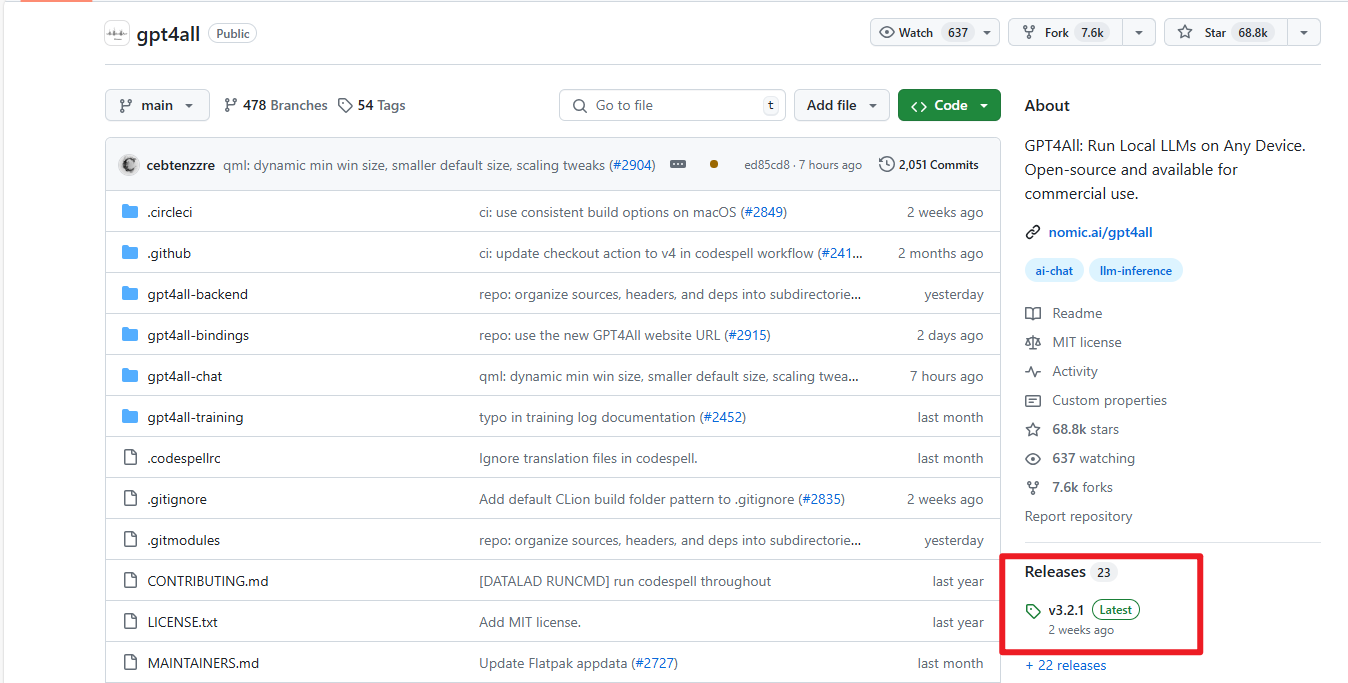 gpt4all Public Watch 637 Fork 7.6k Star 68.8k
main 478 Branches 54 Tags Go to file t Add file Code
cebtenzzre qml: dynamic min win size, smaller default size, scaling tweaks (#2904) ed85cd8 · 7 hours ago 2,051 Commits
.circleci ci: use consistent build options on macOS (#2849) 2 weeks ago
.github ci: update checkout action to v4 in codespell workflow (#241... 2 months ago
gpt4all-backend repo: organize sources, headers, and deps into subdirectorie... yesterday
gpt4all-bindings repo: use the new GPT4All website URL (#2915) 2 days ago
gpt4all-chat qml: dynamic min win size, smaller default size, scaling twea... 7 hours ago
gpt4all-training typo in training log documentation (#2452) last month
.codespellrc Ignore translation files in codespell. last month
.gitignore Add default CLion build folder pattern to .gitignore (#2835) 2 weeks ago
.gitmodules repo: organize sources, headers, and deps into subdirectorie... yesterday
CONTRIBUTING.md [DATALAD RUNCMD] run codespell throughout last year
LICENSE.txt Add MIT license. last year
MAINTAINERS.md Update Flatpak appdata (#2727) last month
About
GPT4All: Run Local LLMs on Any Device.
Open-source and available for
commercial use.
nomic.ai/gpt4all
ai-chat llm-inference
Readme
MIT license
Activity
Custom properties
68.8k stars
637 watching
7.6k forks
Report repository
Releases 23
v3.2.1 Latest
2 weeks ago
+ 22 releases